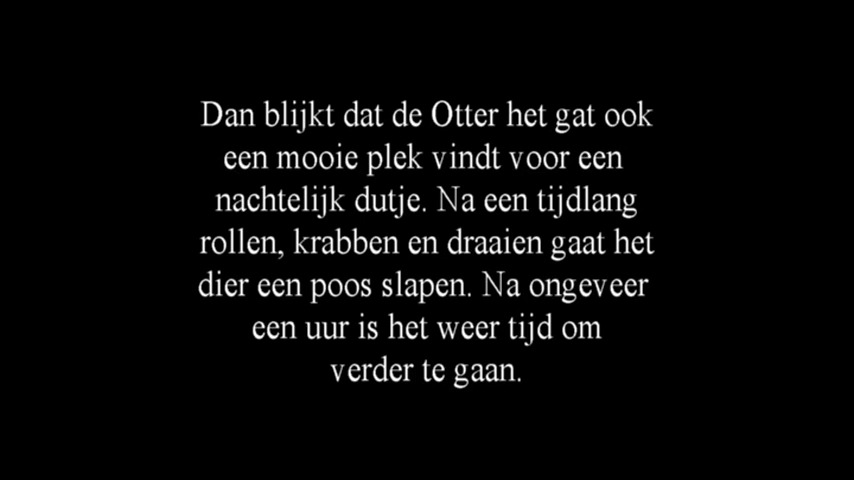 Dan blijkt dat de Otter het gat ook
een mooie plek vindt voor een
nachtelijk dutje. Na een tijdlang
rollen, krabben en draaien gaat het
dier een poos slapen. Na ongeveer
een uur is het weer tijd om
verder te gaan.